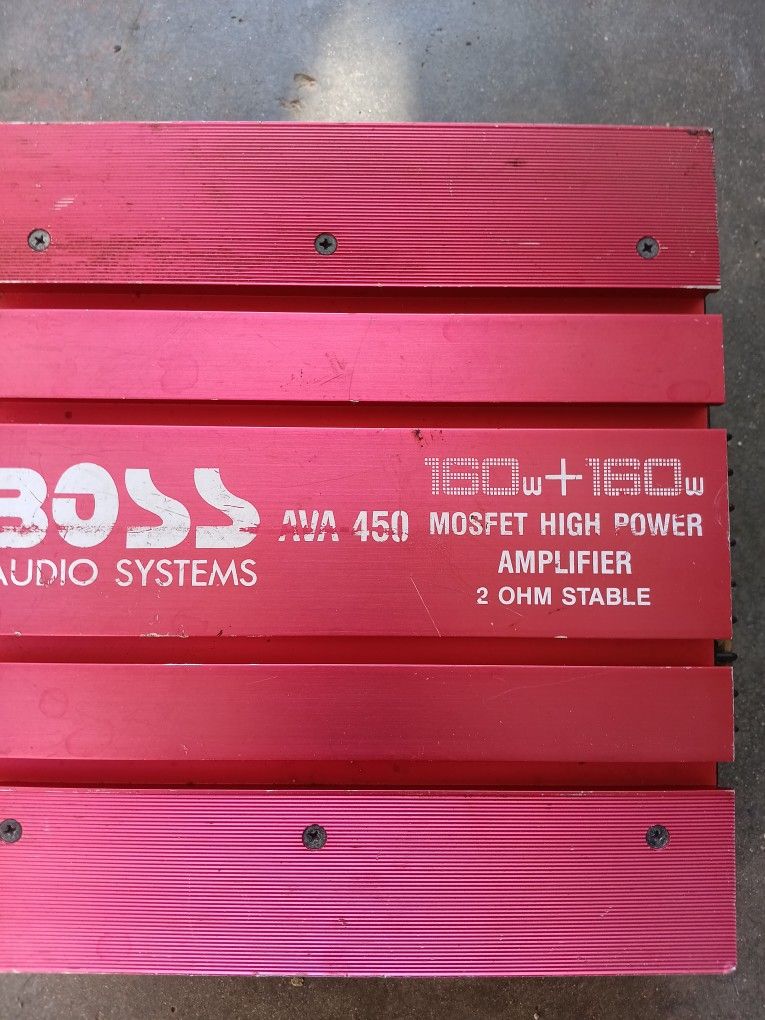 BOSS
AUDIO SYSTEMS
AVA 450
160w+160w
MOSFET HIGH POWER
AMPLIFIER
2 OHM STABLE